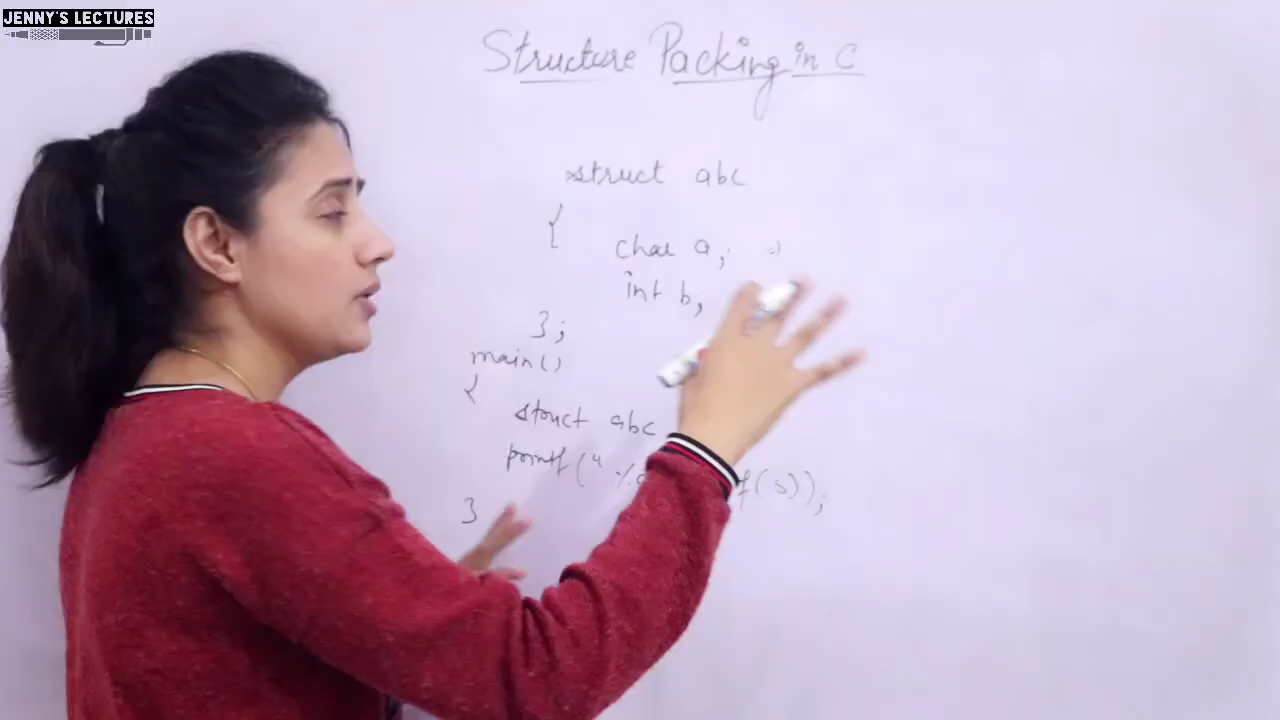 JENNY'S LECTURES
Structure Packing in C
struct abc
{
char a;
int b,
};
main()
{
struct abc
printf("%d f(s));
}